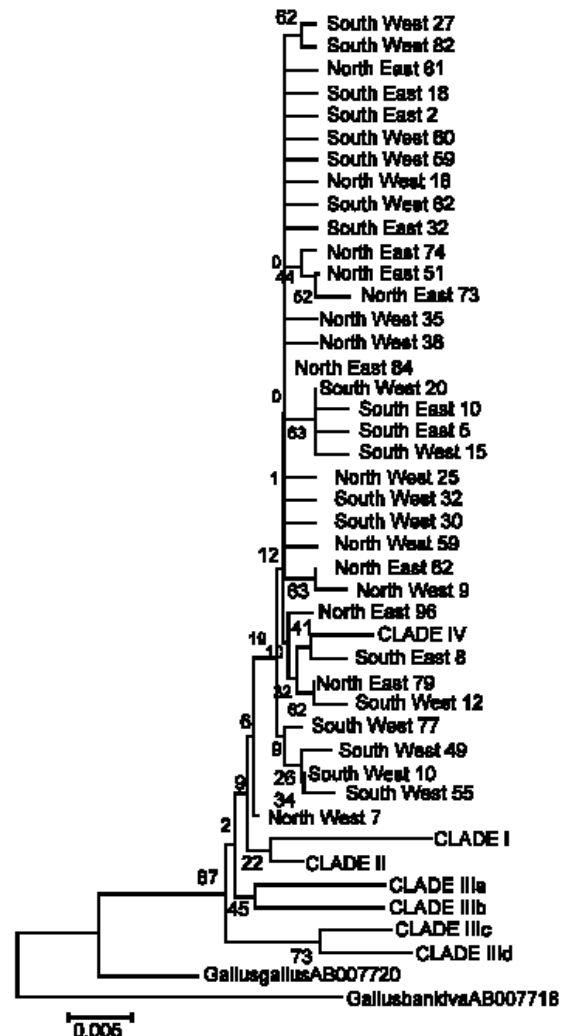 62
South West 27
South West 82
North East 61
South East 18
South East 2
South West 60
South West 59
North West 18
South West 62
South East 32
North East 74
0
44
North East 51
52
North East 73
North West 35
North West 38
North East 84
South West 20
0
South East 10
63
South East 5
South West 15
1
North West 25
South West 32
South West 30
North West 59
12
North East 62
63
North West 9
North East 96
19
41
CLADE IV
South East 8
North East 79
32
62
South West 12
6
South West 77
9
South West 49
26
South West 10
34
South West 55
North West 7
2
CLADE I
22
CLADE II
67
CLADE IIIa
45
CLADE IIIb
CLADE IIIc
73
CLADE IIId
GallusgallusAB007720
GallusbankivaAB007718
0.005